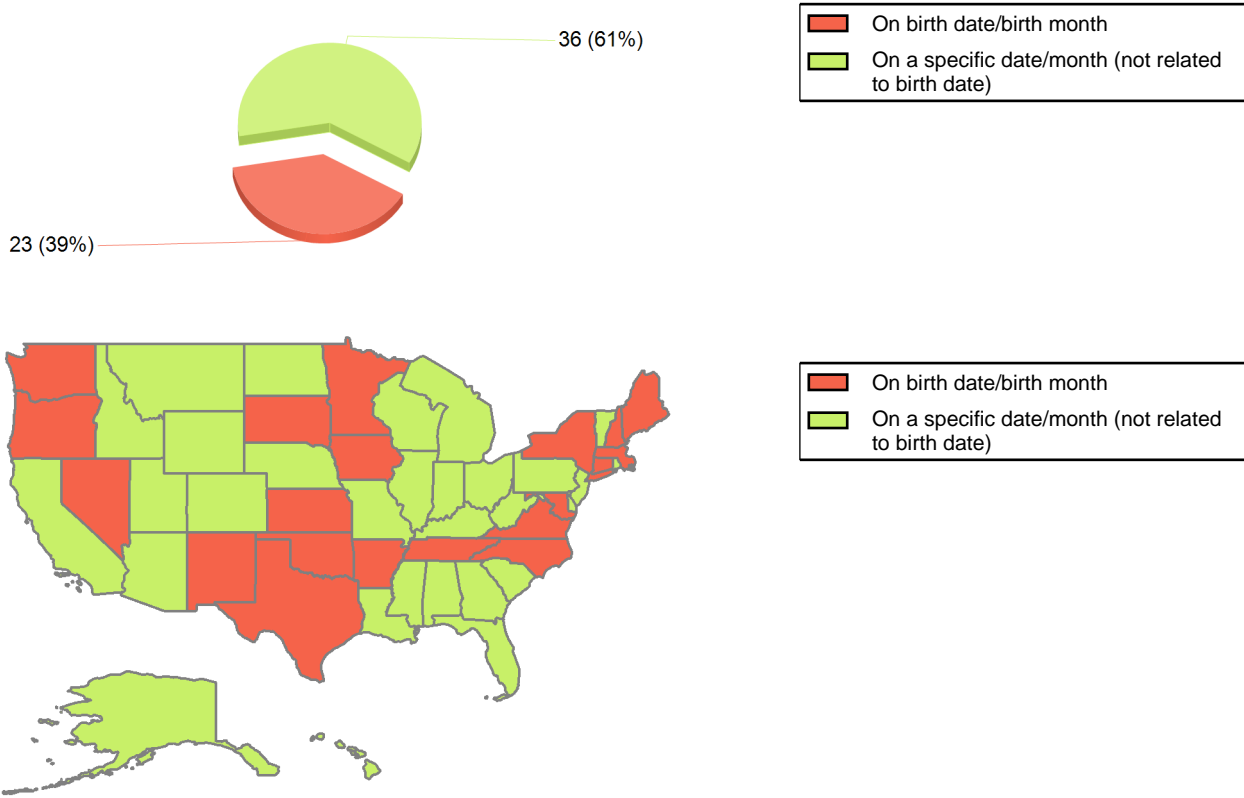 36 (61%)
23 (39%)
On birth date/birth month
On a specific date/month (not related
to birth date)
On birth date/birth month
On a specific date/month (not related
to birth date)